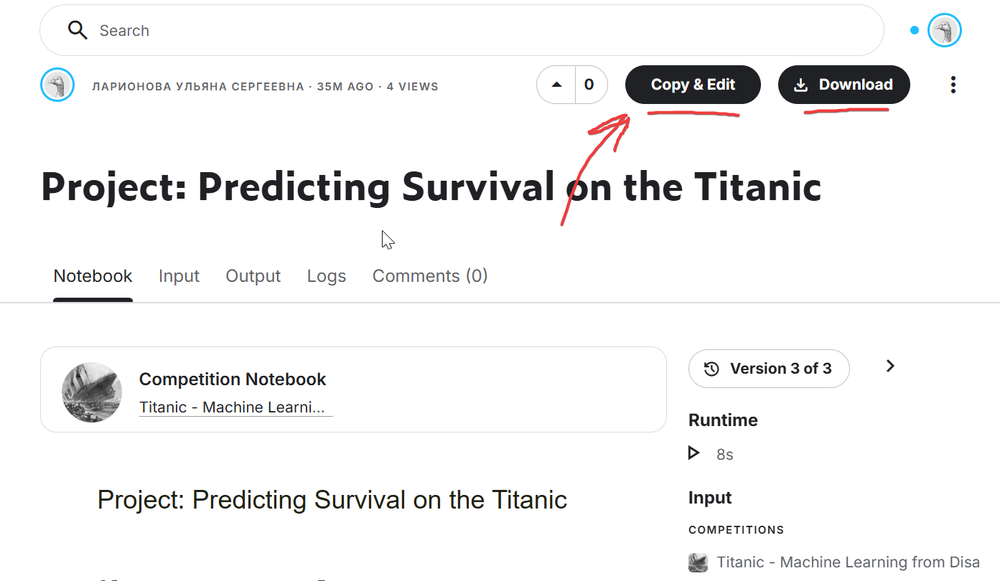 Search
ЛАРИОНОВА УЛЬЯНА СЕРГЕЕВНА · 35M AGO · 4 VIEWS
0
Copy & Edit
Download
Project: Predicting Survival on the Titanic
Notebook Input Output Logs Comments (0)
Competition Notebook
Titanic - Machine Learni...
Version 3 of 3
Runtime
8s
Input
COMPETITIONS
Titanic - Machine Learning from Disa
Project: Predicting Survival on the Titanic